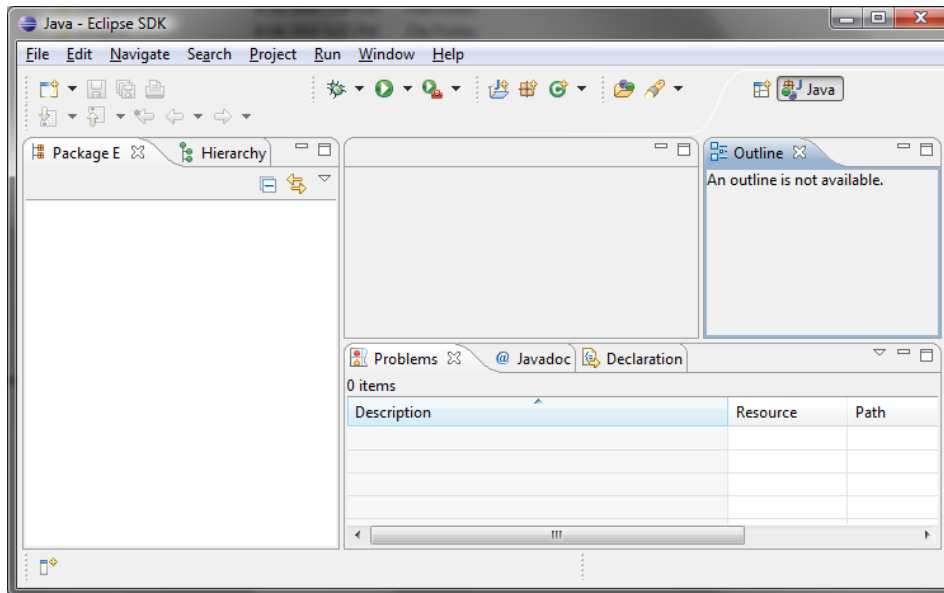 Java - Eclipse SDK
File Edit Navigate Search Project Run Window Help
Java
Package E Hierarchy
Outline
An outline is not available.
Problems @ Javadoc Declaration
0 items
Description Resource Path